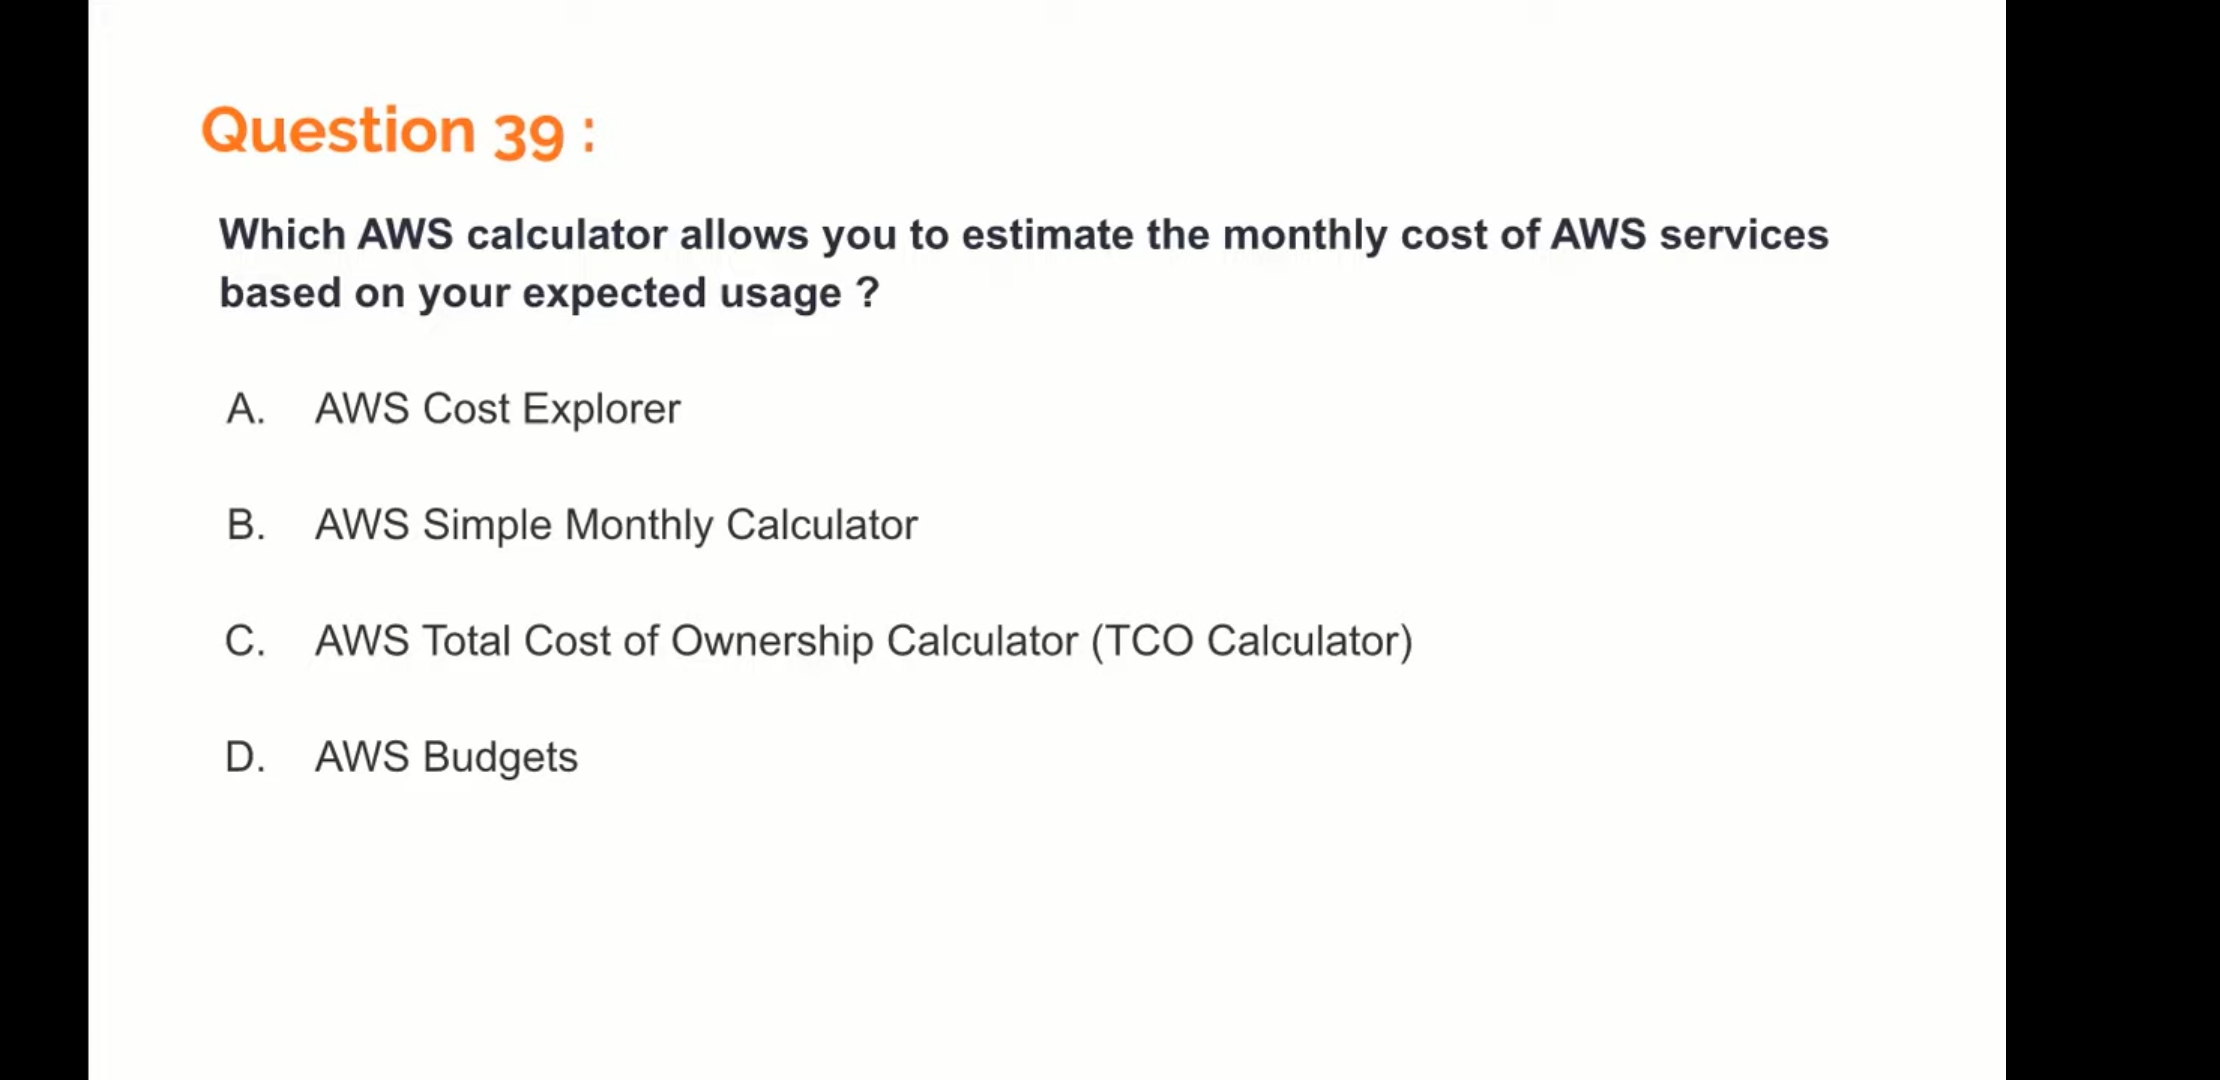 Question 39 :
Which AWS calculator allows you to estimate the monthly cost of AWS services
based on your expected usage ?
A. AWS Cost Explorer
B. AWS Simple Monthly Calculator
C. AWS Total Cost of Ownership Calculator (TCO Calculator)
D. AWS Budgets